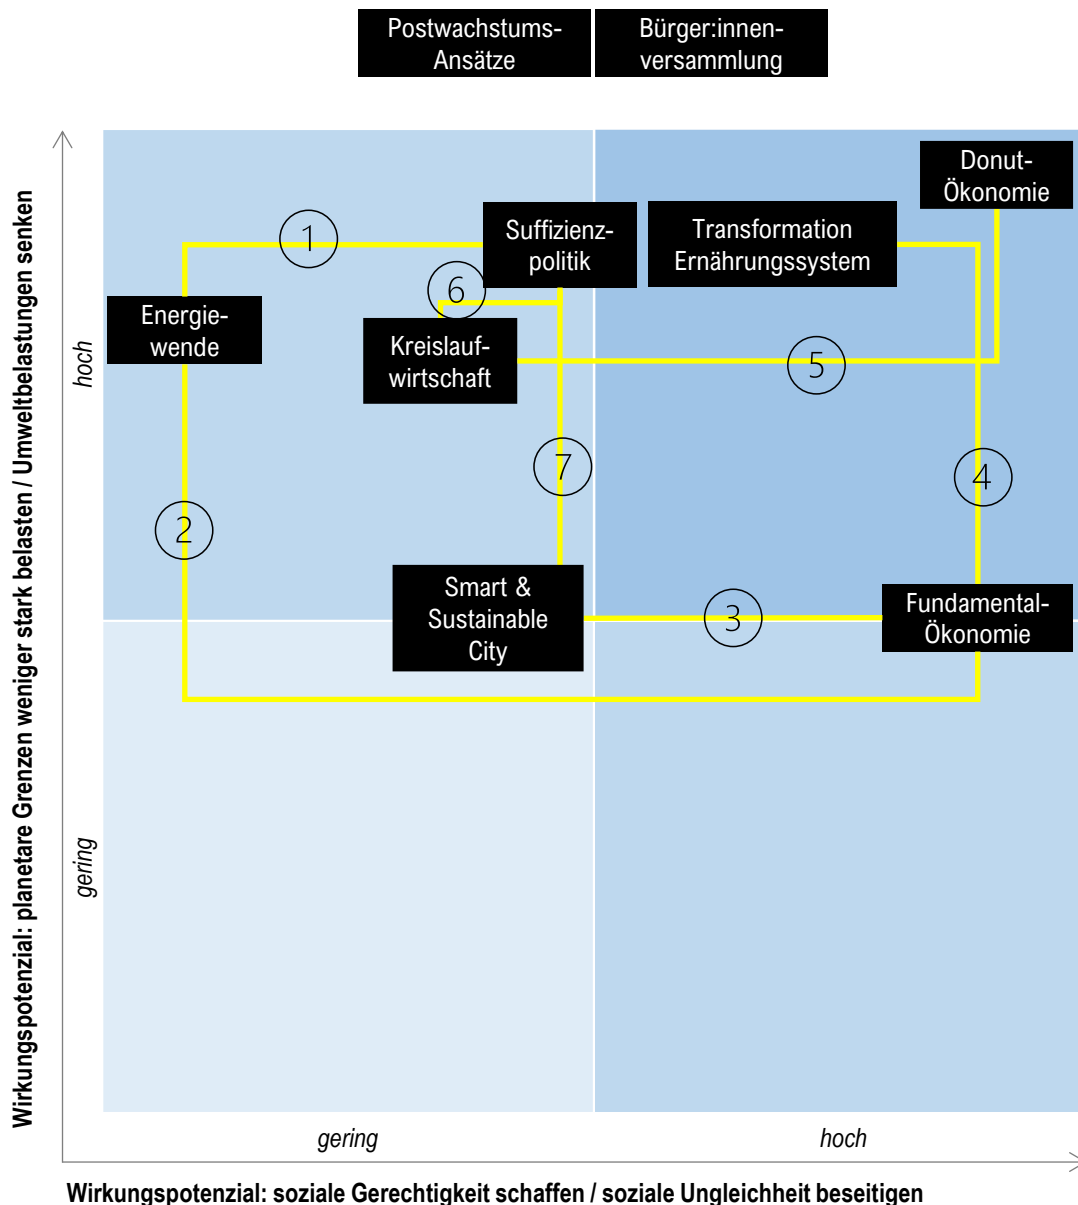 Postwachstums-
Ansätze
Bürger:innen-
versammlung
Donut-
Ökonomie
Suffizienz-
politik
Transformation
Ernährungssystem
1
6
Energie-
wende
Kreislauf-
wirtschaft
5
7
4
2
Smart &
Sustainable
City
3
Fundamental-
Ökonomie
hoch
gering
Wirkungspotenzial: planetare Grenzen weniger stark belasten / Umweltbelastungen senken
gering
hoch
Wirkungspotenzial: soziale Gerechtigkeit schaffen / soziale Ungleichheit beseitigen